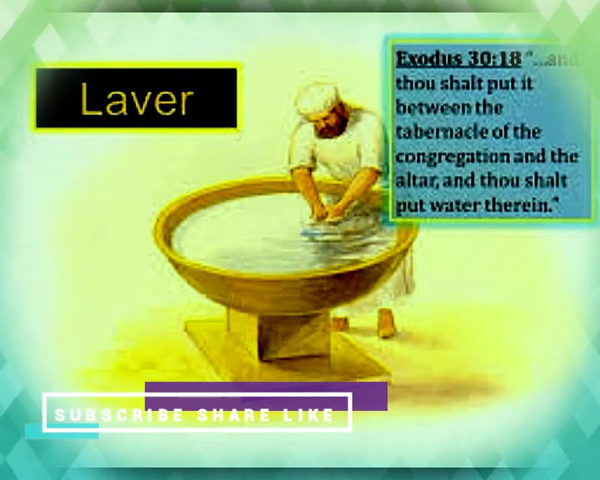 Laver
Exodus 30:18 "...and
thou shalt put it
between the
tabernacle of the
congregation and the
altar, and thou shalt
put water therein."
SUBSCRIBE SHARE LIKE